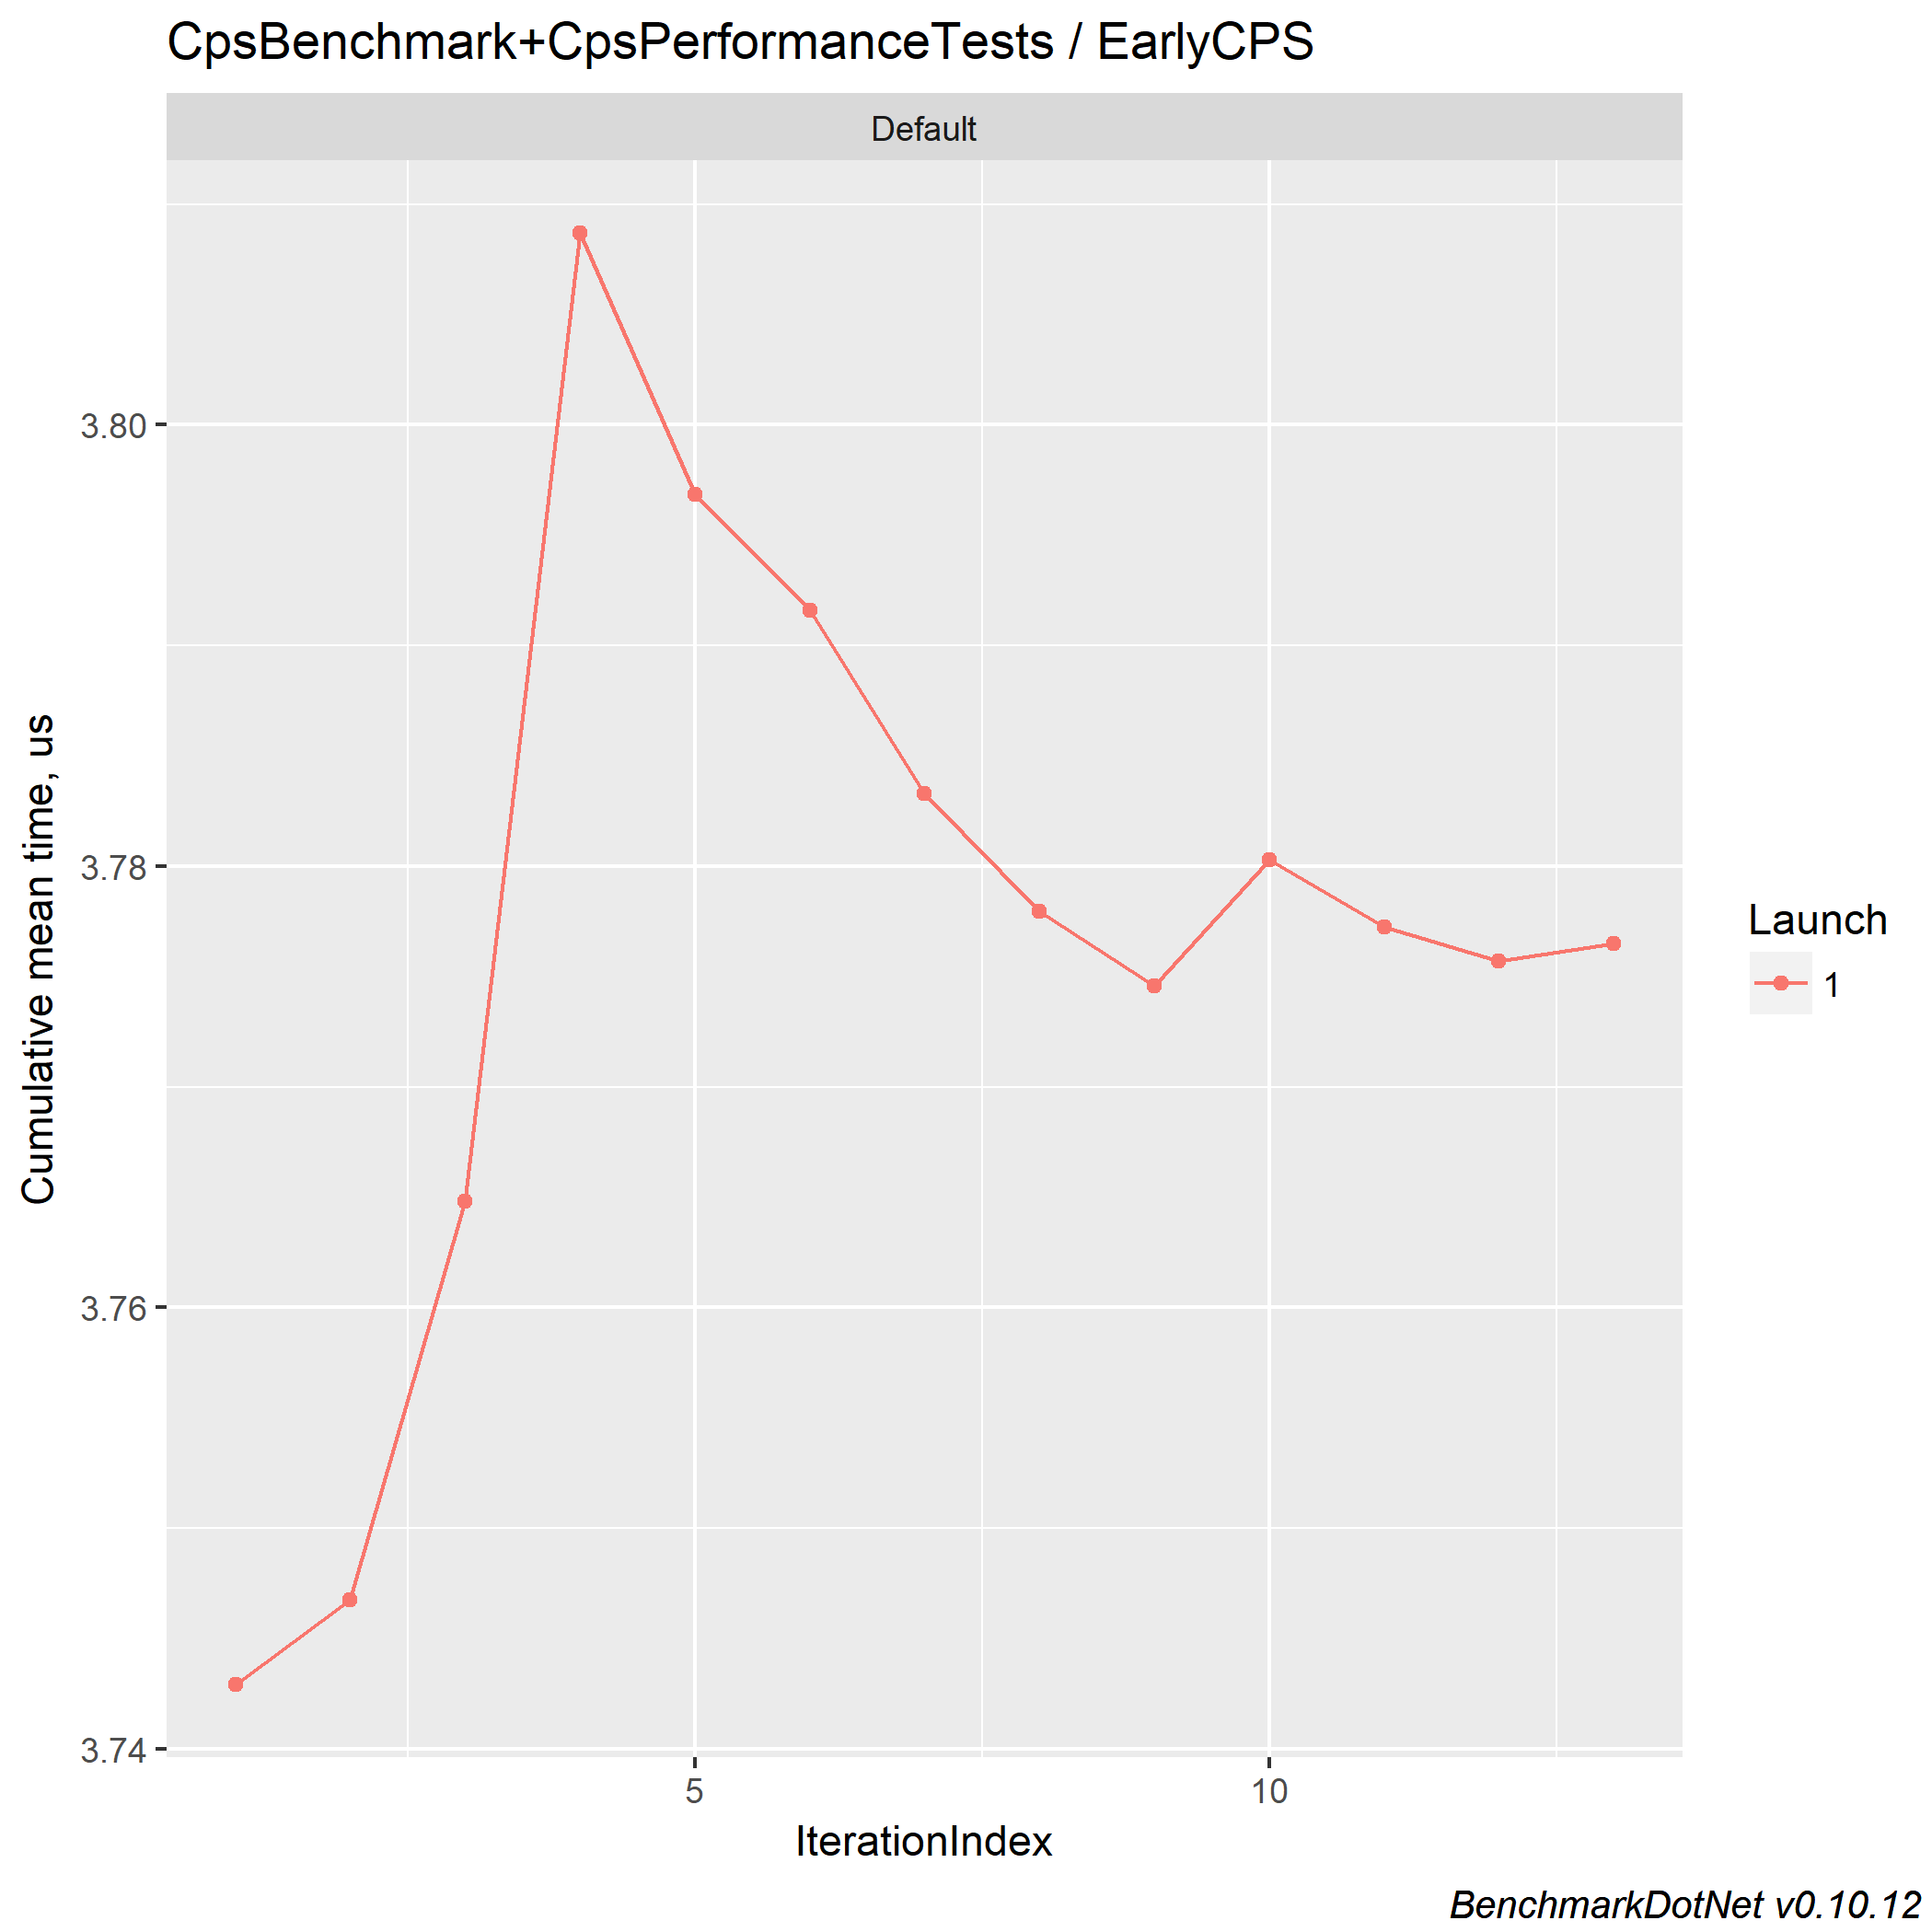 CpsBenchmark+CpsPerformanceTests / EarlyCPS
Default
3.80
3.78
3.76
3.74
Cumulative mean time, us
5
10
IterationIndex
Launch
1
BenchmarkDotNet v0.10.12